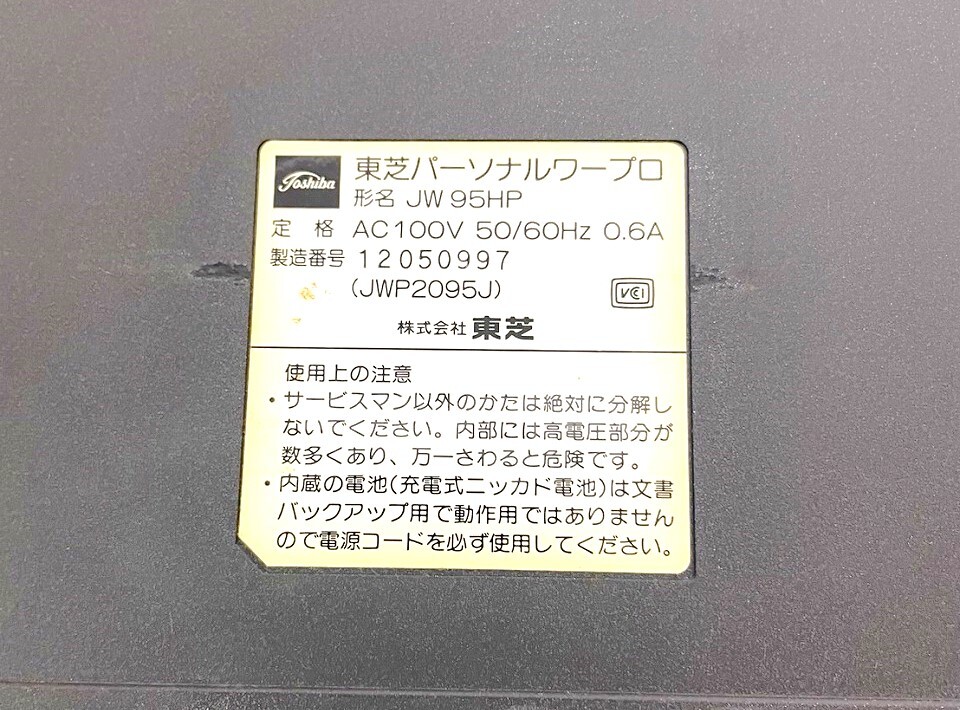 Toshiba 東芝パーソナルワープロ
形名 JW 95HP
定 格 AC100V 50/60Hz 0.6A
製造番号 12050997
(JWP2095J)
VCI
株式会社 東芝
使用上の注意
・サービスマン以外のかたは絶対に分解し
ないでください。内部には高電圧部分が
数多くあり、万一さわると危険です。
・内蔵の電池(充電式ニッカド電池)は文書
バックアップ用で動作用ではありません
ので電源コードを必ず使用してください。